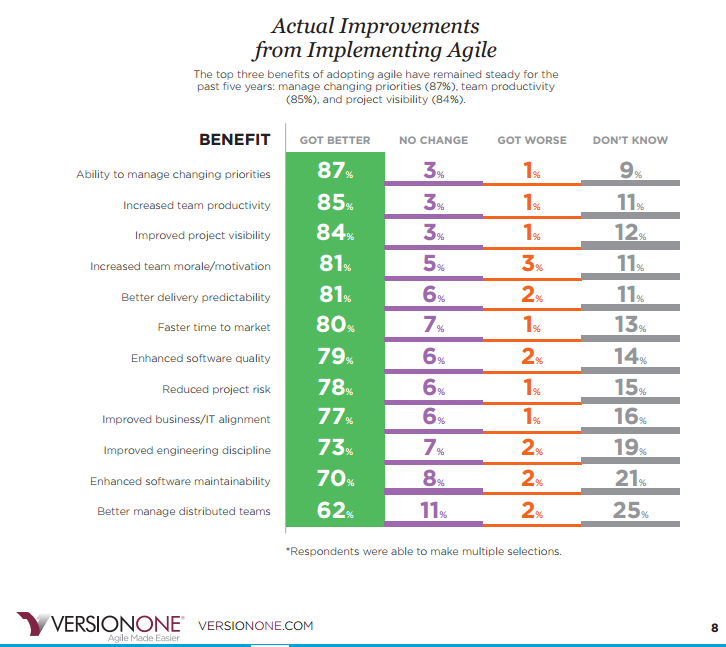 Actual Improvements
from Implementing Agile
The top three benefits of adopting agile have remained steady for the
past five years: manage changing priorities (87%), team productivity
(85%), and project visibility (84%).
BENEFIT GOT BETTER NO CHANGE GOT WORSE DON'T KNOW
Ability to manage changing priorities 87% 3% 1% 9%
Increased team productivity 85% 3% 1% 11%
Improved project visibility 84% 3% 1% 12%
Increased team morale/motivation 81% 5% 3% 11%
Better delivery predictability 81% 6% 2% 11%
Faster time to market 80% 7% 1% 13%
Enhanced software quality 79% 6% 2% 14%
Reduced project risk 78% 6% 1% 15%
Improved business/IT alignment 77% 6% 1% 16%
Improved engineering discipline 73% 7% 2% 19%
Enhanced software maintainability 70% 8% 2% 21%
Better manage distributed teams 62% 11% 2% 25%
*Respondents were able to make multiple selections.
VERSIONONE® VERSIONONE.COM 8
Agile Made Easier